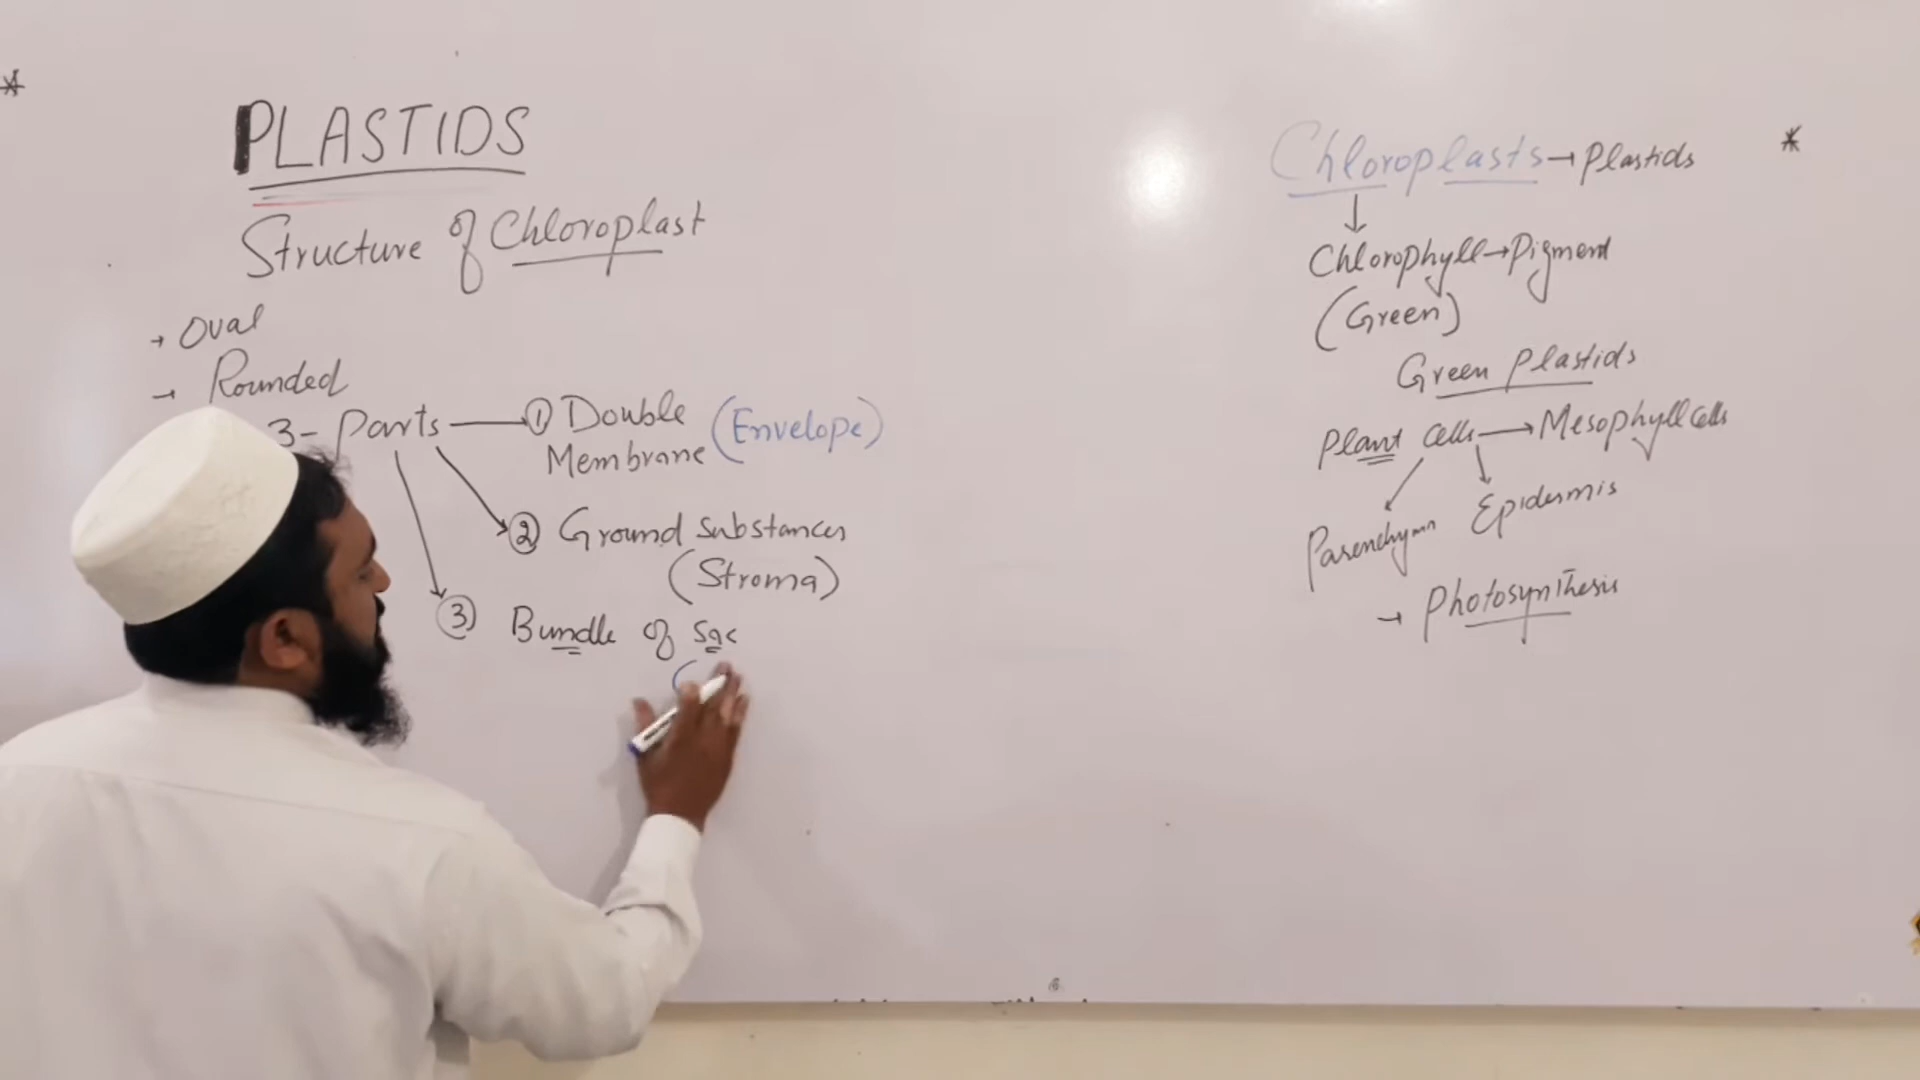 PLASTIDS
Structure of Chloroplast
→ Oval
→ Rounded
3- Parts → ① Double Membrane (Envelope)
② Ground substances
(Stroma)
③ Bundle of Sac
(
Chloroplasts → Plastids
↓
Chlorophyll → Pigment
(Green)
Green Plastids
Plant Cells → Mesophyll Cells
Parenchyma Epidermis
→ Photosynthesis